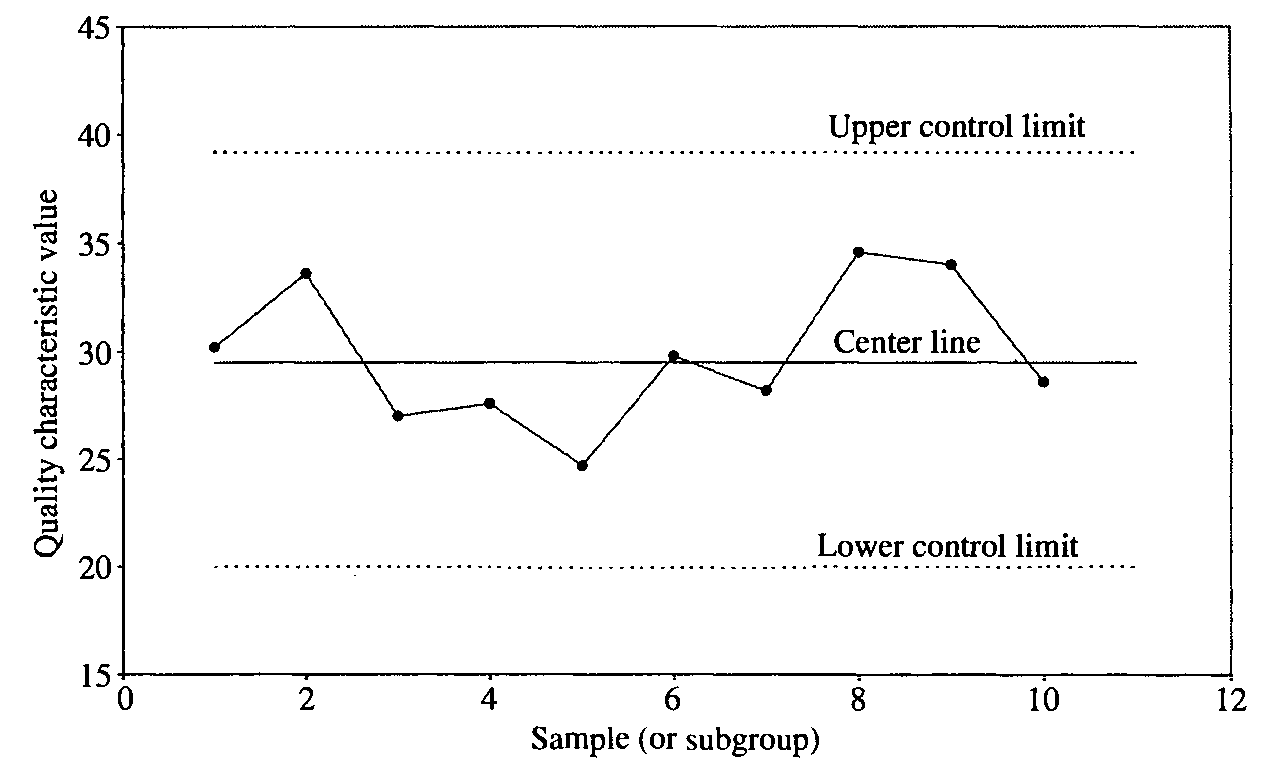 45
40
35
30
25
20
15
Quality characteristic value
Upper control limit
Center line
Lower control limit
0 2 4 6 8 10 12
Sample (or subgroup)